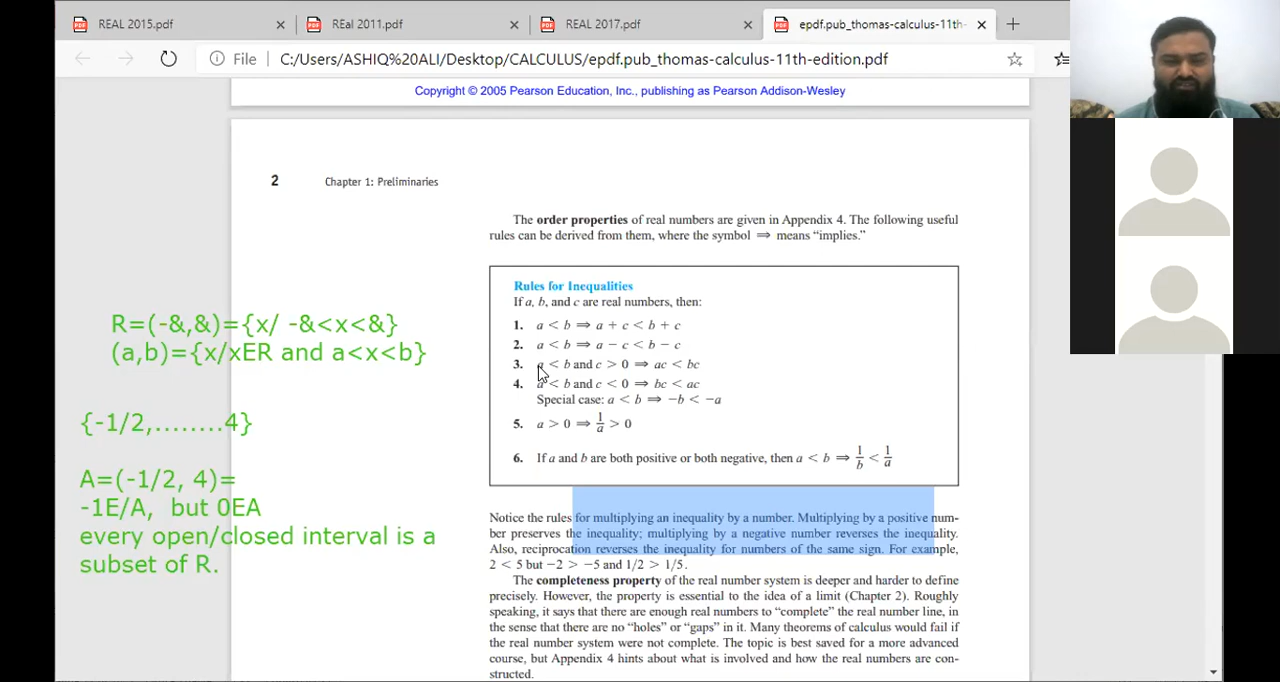 REAL 2015.pdf
REal 2011.pdf
REAL 2017.pdf
epdf.pub_thomas-calculus-11th-
File
C:/Users/ASHIQ%20ALI/Desktop/CALCULUS/epdf.pub_thomas-calculus-11th-edition.pdf
Copyright © 2005 Pearson Education, Inc., publishing as Pearson Addison-Wesley
2 Chapter 1: Preliminaries
The order properties of real numbers are given in Appendix 4. The following useful
rules can be derived from them, where the symbol ⇒ means “implies.”
Rules for Inequalities
If a, b, and c are real numbers, then:
1. a < b ⇒ a + c < b + c
2. a < b ⇒ a − c < b − c
3. a < b and c > 0 ⇒ ac < bc
4. a < b and c < 0 ⇒ bc < ac
Special case: a < b ⇒ −b < −a
5. a > 0 ⇒ 1/a > 0
6. If a and b are both positive or both negative, then a < b ⇒ 1/b < 1/a
Notice the rules for multiplying an inequality by a number. Multiplying by a positive num-
ber preserves the inequality; multiplying by a negative number reverses the inequality.
Also, reciprocation reverses the inequality for numbers of the same sign. For example,
2 < 5 but −2 > −5 and 1/2 > 1/5.
The completeness property of the real number system is deeper and harder to define
precisely. However, the property is essential to the idea of a limit (Chapter 2). Roughly
speaking, it says that there are enough real numbers to “complete” the real number line, in
the sense that there are no “holes” or “gaps” in it. Many theorems of calculus would fail if
the real number system were not complete. The topic is best saved for a more advanced
course, but Appendix 4 hints about what is involved and how the real numbers are con-
structed.
R=(-&,&)={x/ -&<x<&}
(a,b)={x/xER and a<x<b}
{-1/2,........4}
A=(-1/2, 4)=
-1E/A, but 0EA
every open/closed interval is a
subset of R.